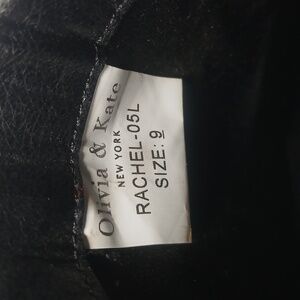 Olivia & Kate
NEW YORK
RACHEL-05L
SIZE: 9